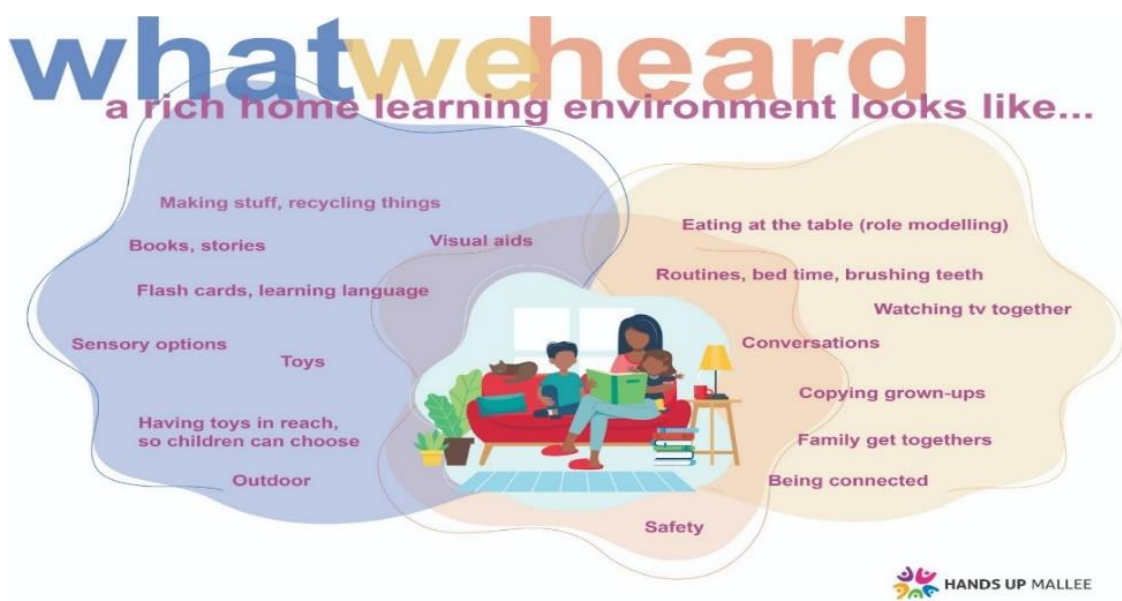 whatweheard
a rich home learning environment looks like...
Making stuff, recycling things
Books, stories
Visual aids
Flash cards, learning language
Sensory options
Toys
Having toys in reach,
so children can choose
Outdoor
Eating at the table (role modelling)
Routines, bed time, brushing teeth
Watching tv together
Conversations
Copying grown-ups
Family get togethers
Being connected
Safety
HANDS UP MALLEE